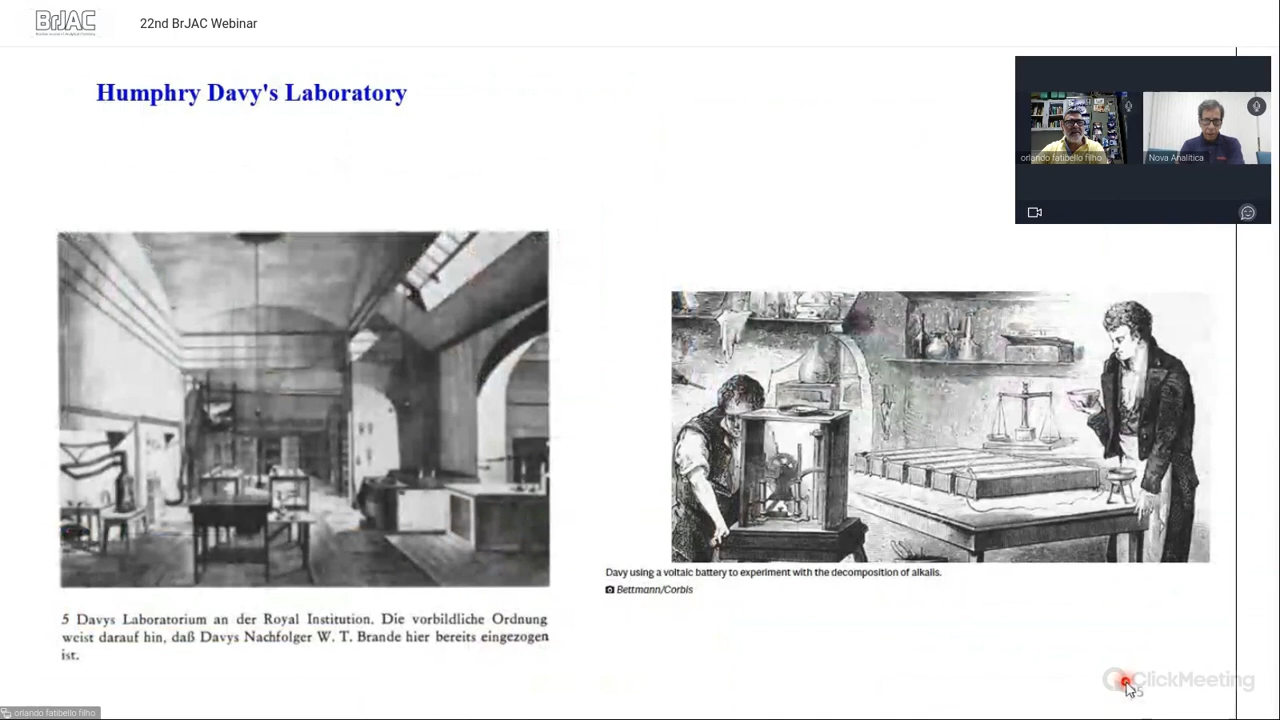 BrJAC
22nd BrJAC Webinar
Humphry Davy's Laboratory
orlando fatibello filho
Nova Analítica
Davy using a voltaic battery to experiment with the decomposition of alkalis.
Bettmann/Corbis
5 Davys Laboratorium an der Royal Institution. Die vorbildliche Ordnung
weist darauf hin, daß Davys Nachfolger W. T. Brande hier bereits eingezogen
ist.
ClickMeeting
5
orlando fatibello filho